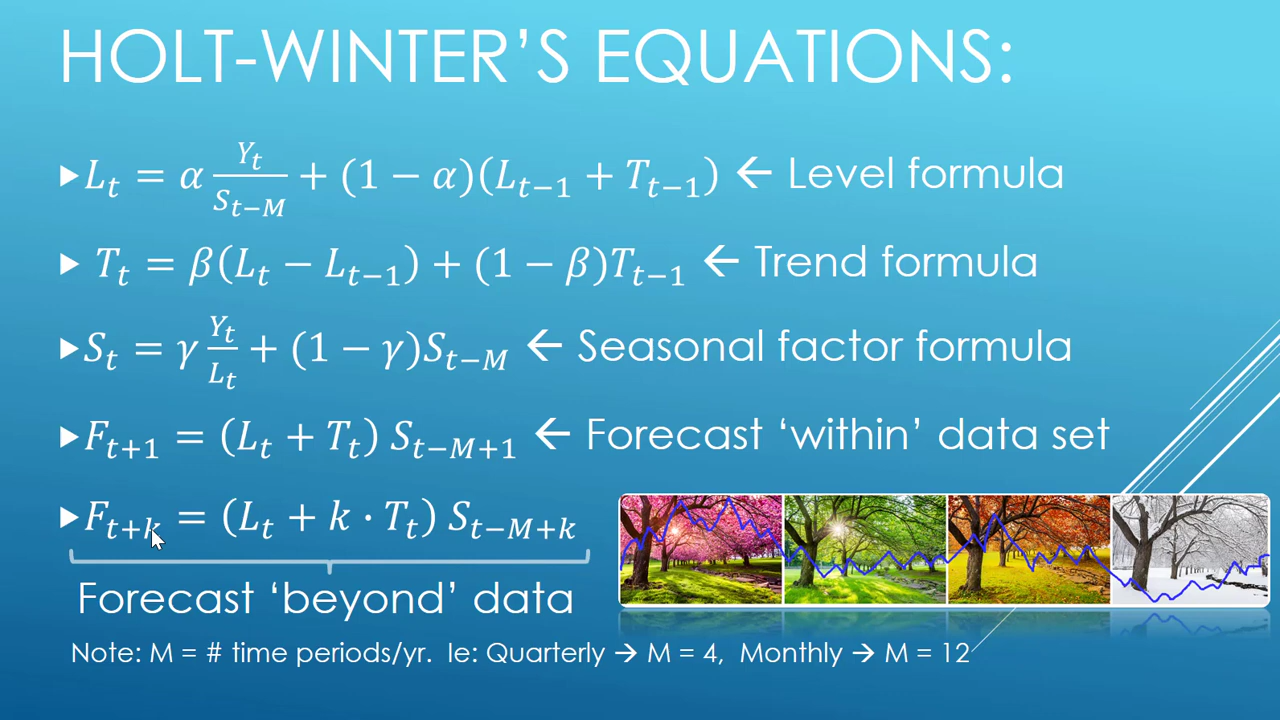 HOLT-WINTER'S EQUATIONS:
▶ L_t = α Y_t/S_{t−M} + (1 − α)(L_{t−1} + T_{t−1}) ← Level formula
▶ T_t = β(L_t − L_{t−1}) + (1 − β)T_{t−1} ← Trend formula
▶ S_t = γ Y_t/L_t + (1 − γ)S_{t−M} ← Seasonal factor formula
▶ F_{t+1} = (L_t + T_t) S_{t−M+1} ← Forecast ‘within’ data set
▶ F_{t+k} = (L_t + k · T_t) S_{t−M+k}
Forecast ‘beyond’ data
Note: M = # time periods/yr. Ie: Quarterly → M = 4, Monthly → M = 12